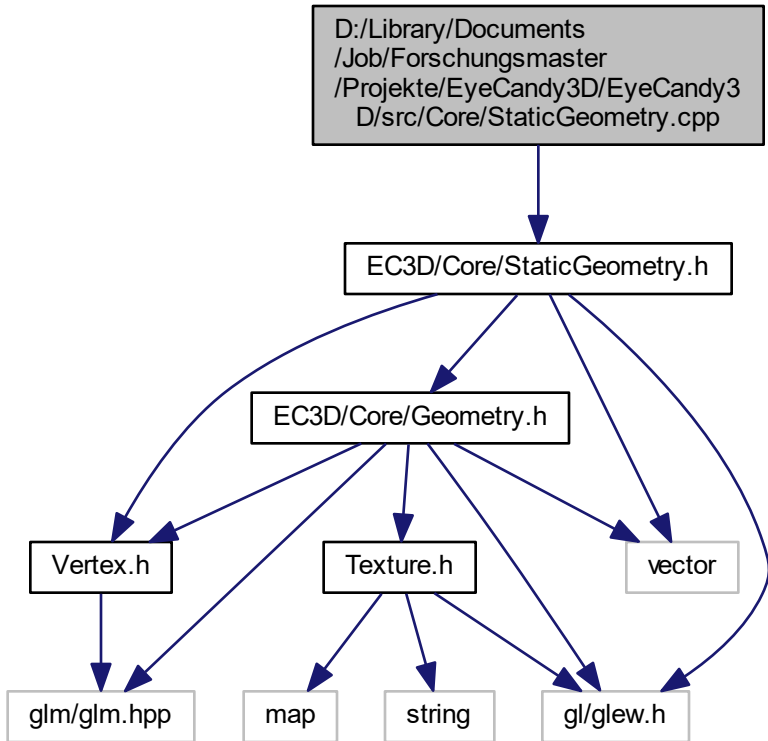 D:/Library/Documents
/Job/Forschungsmaster
/Projekte/EyeCandy3D/EyeCandy3
D/src/Core/StaticGeometry.cpp
EC3D/Core/StaticGeometry.h
EC3D/Core/Geometry.h
Vertex.h
Texture.h
vector
glm/glm.hpp
map
string
gl/glew.h